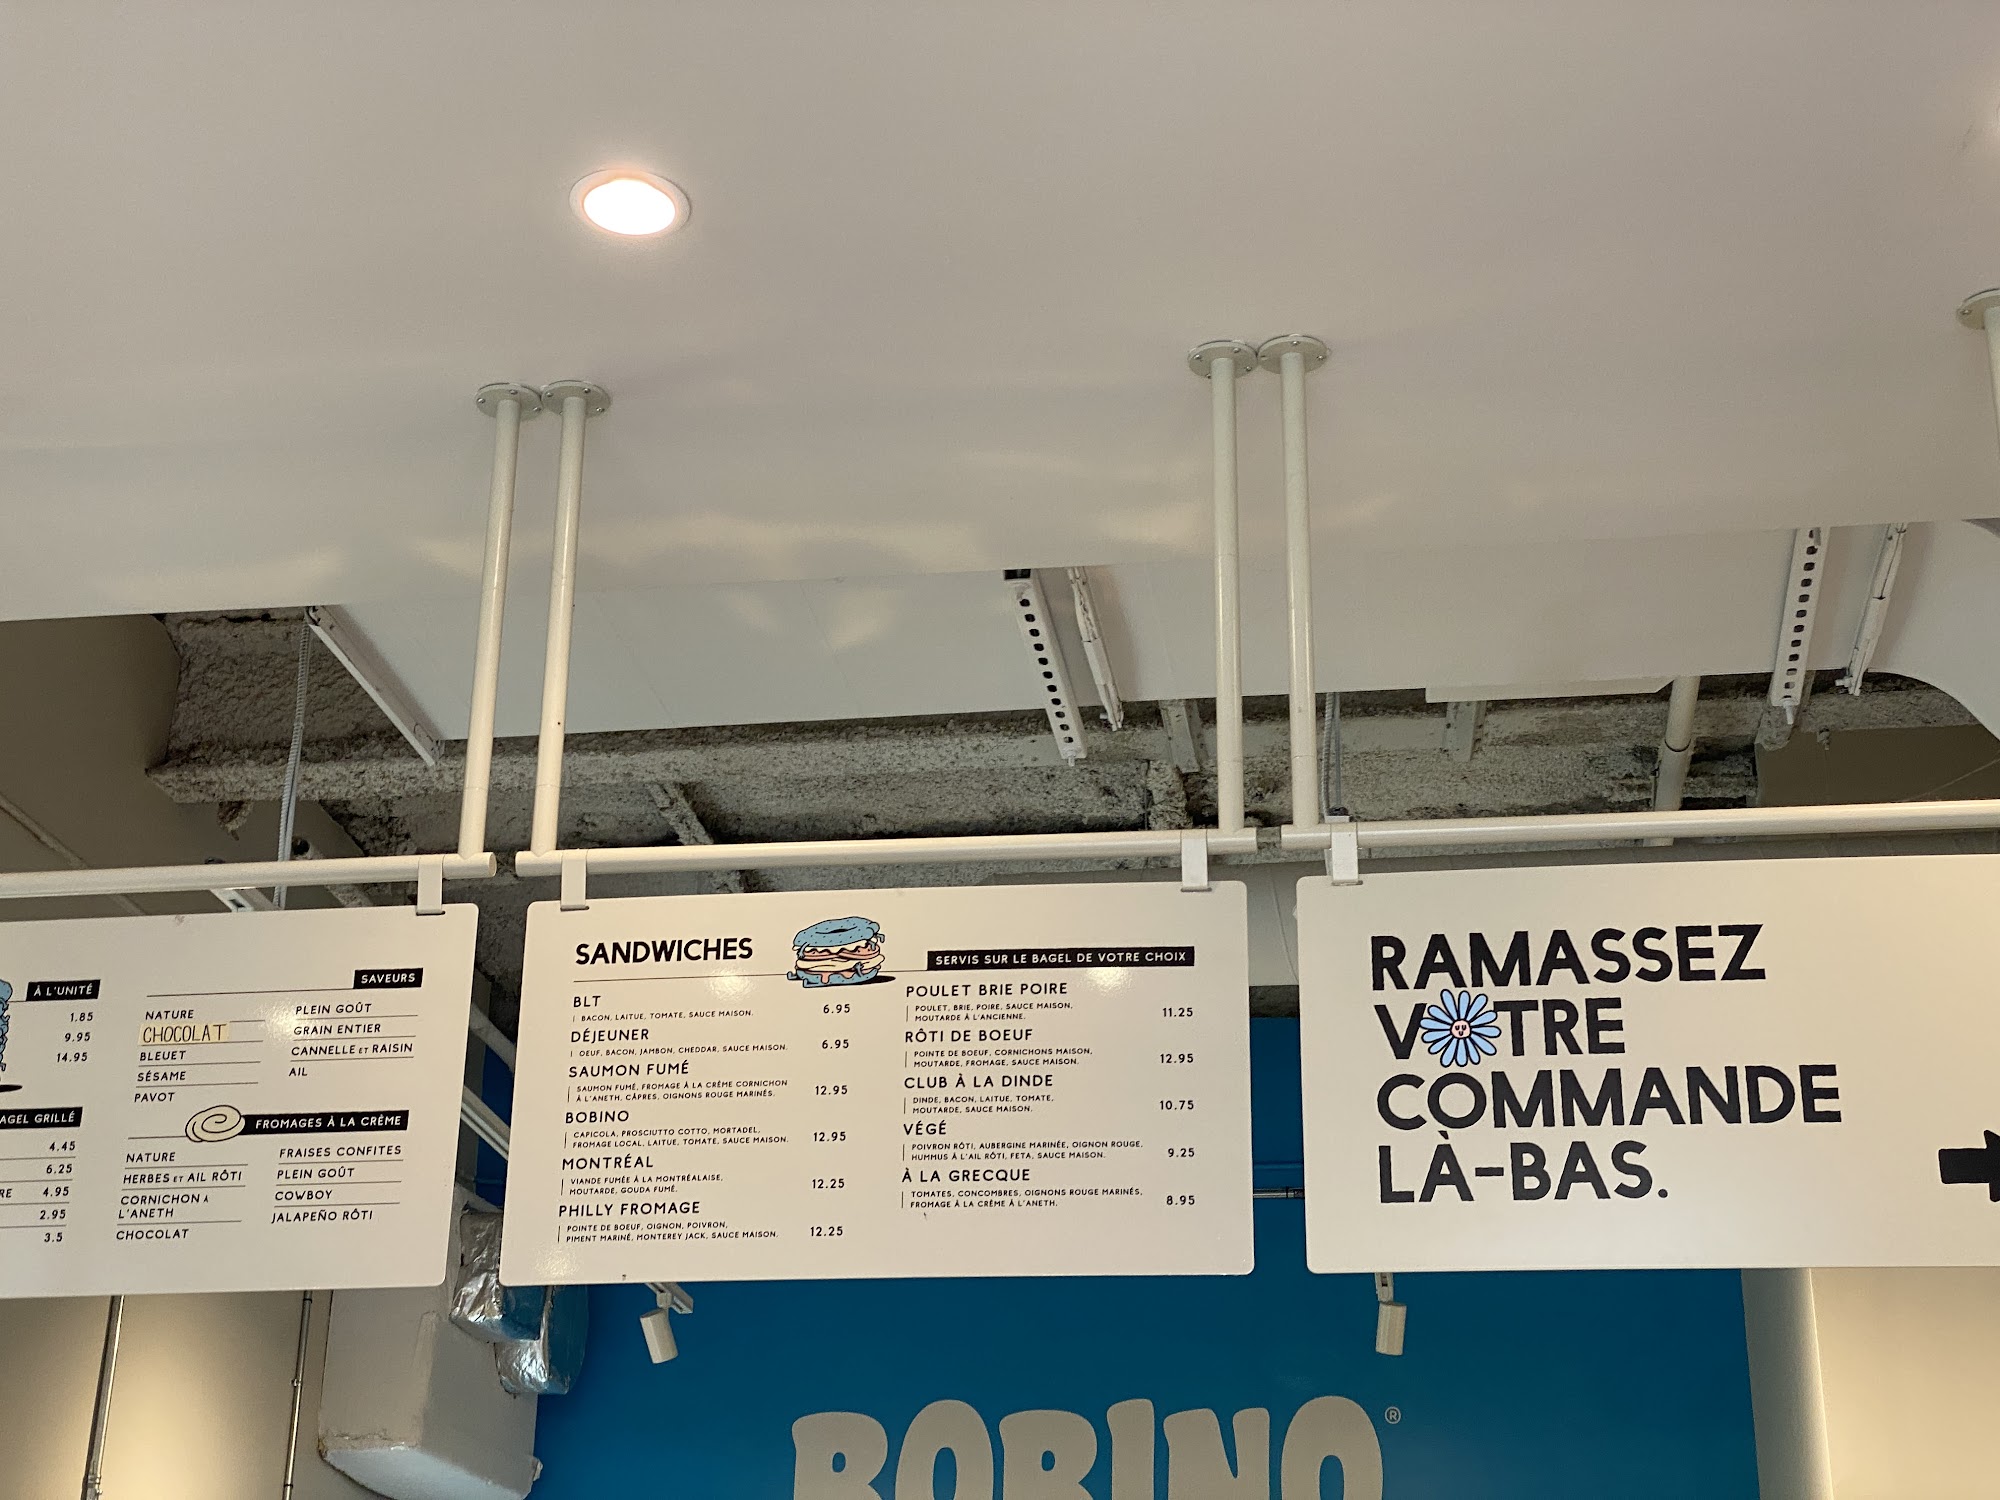 À L'UNITÉ
1.85
9.95
14.95
AGEL GRILLÉ
4.45
6.25
RE 4.95
2.95
3.5
SAVEURS
NATURE
CHOCOLAT
BLEUET
SÉSAME
PAVOT
PLEIN GOÛT
GRAIN ENTIER
CANNELLE ET RAISIN
AIL
FROMAGES À LA CRÈME
NATURE
HERBES ET AIL RÔTI
CORNICHON À
L'ANETH
CHOCOLAT
FRAISES CONFITES
PLEIN GOÛT
COWBOY
JALAPEÑO RÔTI
SANDWICHES
SERVIS SUR LE BAGEL DE VOTRE CHOIX
BLT
BACON, LAITUE, TOMATE, SAUCE MAISON. 6.95
DÉJEUNER
OEUF, BACON, JAMBON, CHEDDAR, SAUCE MAISON. 6.95
SAUMON FUMÉ
SAUMON FUMÉ, FROMAGE À LA CRÈME CORNICHON
À L'ANETH, CÂPRES, OIGNONS ROUGE MARINÉS. 12.95
BOBINO
CAPICOLA, PROSCIUTTO COTTO, MORTADEL,
FROMAGE LOCAL, LAITUE, TOMATE, SAUCE MAISON. 12.95
MONTRÉAL
VIANDE FUMÉE À LA MONTRÉALAISE,
MOUTARDE, GOUDA FUMÉ. 12.25
PHILLY FROMAGE
POINTE DE BOEUF, OIGNON, POIVRON,
PIMENT MARINÉ, MONTEREY JACK, SAUCE MAISON. 12.25
POULET BRIE POIRE
POULET, BRIE, POIRE, SAUCE MAISON,
MOUTARDE À L'ANCIENNE. 11.25
RÔTI DE BOEUF
POINTE DE BOEUF, CORNICHONS MAISON,
MOUTARDE, FROMAGE, SAUCE MAISON. 12.95
CLUB À LA DINDE
DINDE, BACON, LAITUE, TOMATE,
MOUTARDE, SAUCE MAISON. 10.75
VÉGÉ
POIVRON RÔTI, AUBERGINE MARINÉE, OIGNON ROUGE,
HUMMUS À L'AIL RÔTI, FETA, SAUCE MAISON. 9.25
À LA GRECQUE
TOMATES, CONCOMBRES, OIGNONS ROUGE MARINÉS,
FROMAGE À LA CRÈME À L'ANETH. 8.95
RAMASSEZ
VOTRE
COMMANDE
LÀ-BAS.
BOBINO®